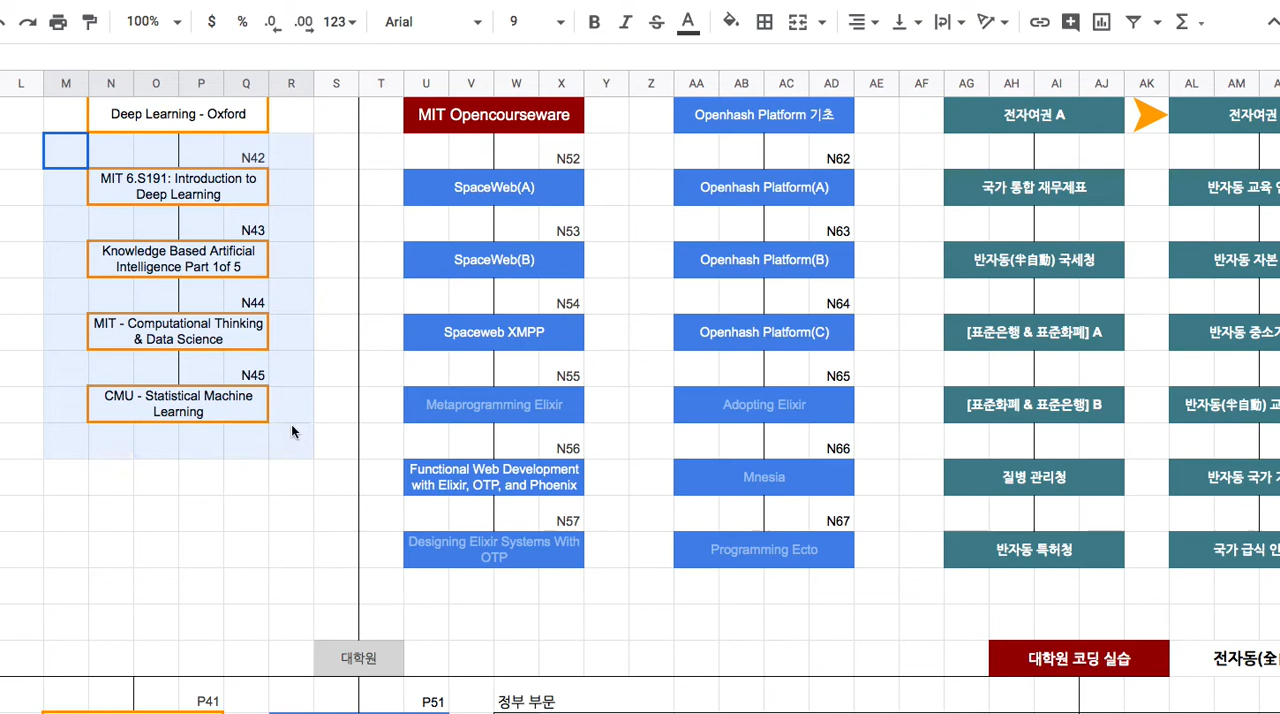 100% $ % .0 .00 123 Arial 9 B I S A Σ
L M N O P Q R S T U V W X Y Z AA AB AC AD AE AF AG AH AI AJ AK AL AM
Deep Learning - Oxford
MIT Opencourseware
Openhash Platform 기초
전자여권 A
전자여권
N42
N52
N62
MIT 6.S191: Introduction to
Deep Learning
SpaceWeb(A)
Openhash Platform(A)
국가 통합 재무제표
반자동 교육
N43
N53
N63
Knowledge Based Artificial
Intelligence Part 1of 5
SpaceWeb(B)
Openhash Platform(B)
반자동(半自動) 국세청
반자동 자본
N44
N54
N64
MIT - Computational Thinking
& Data Science
Spaceweb XMPP
Openhash Platform(C)
[표준은행 & 표준화폐] A
반자동 중소
N45
N55
N65
CMU - Statistical Machine
Learning
Metaprogramming Elixir
Adopting Elixir
[표준화폐 & 표준은행] B
반자동(半自動)
N56
N66
Functional Web Development
with Elixir, OTP, and Phoenix
Mnesia
질병 관리청
반자동 국가
N57
N67
Designing Elixir Systems With
OTP
Programming Ecto
반자동 특허청
국가 급식
대학원
대학원 코딩 실습
전자동(全
P41
P51
정부 부문